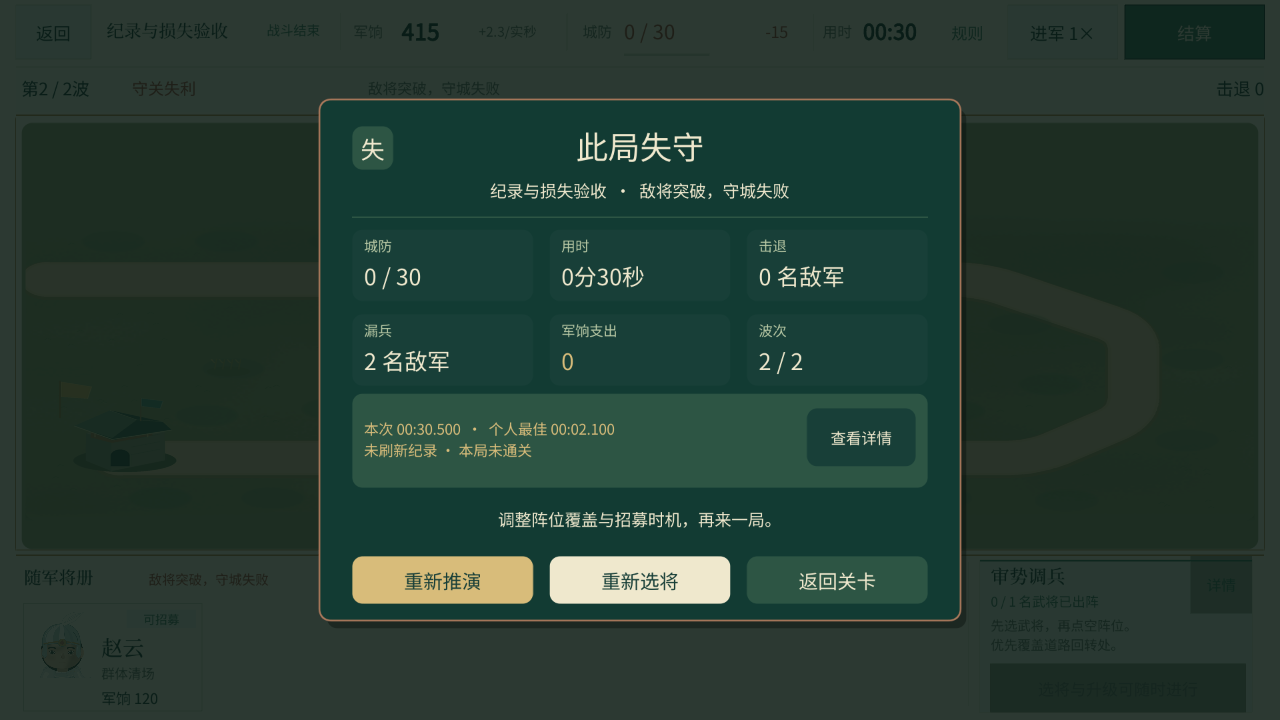 返回
纪录与损失验收
战斗结束
军饷 415
+2.3/实秒
城防 0 / 30
-15
用时 00:30
规则
进军 1×
结算
第2 / 2波
守关失利
敌将突破，守城失败
击退 0
失
此局失守
纪录与损失验收 • 敌将突破，守城失败
城防
0 / 30
用时
0分30秒
击退
0 名敌军
漏兵
2 名敌军
军饷支出
0
波次
2 / 2
本次 00:30.500 • 个人最佳 00:02.100
未刷新纪录 • 本局未通关
查看详情
调整阵位覆盖与招募时机，再来一局。
重新推演
重新选将
返回关卡
随军将册
敌将突破，守城失败
可招募
赵云
群体清场
军饷 120
审势调兵
详情
0 / 1 名武将已出阵
先选武将，再点空阵位。
优先覆盖道路回转处。